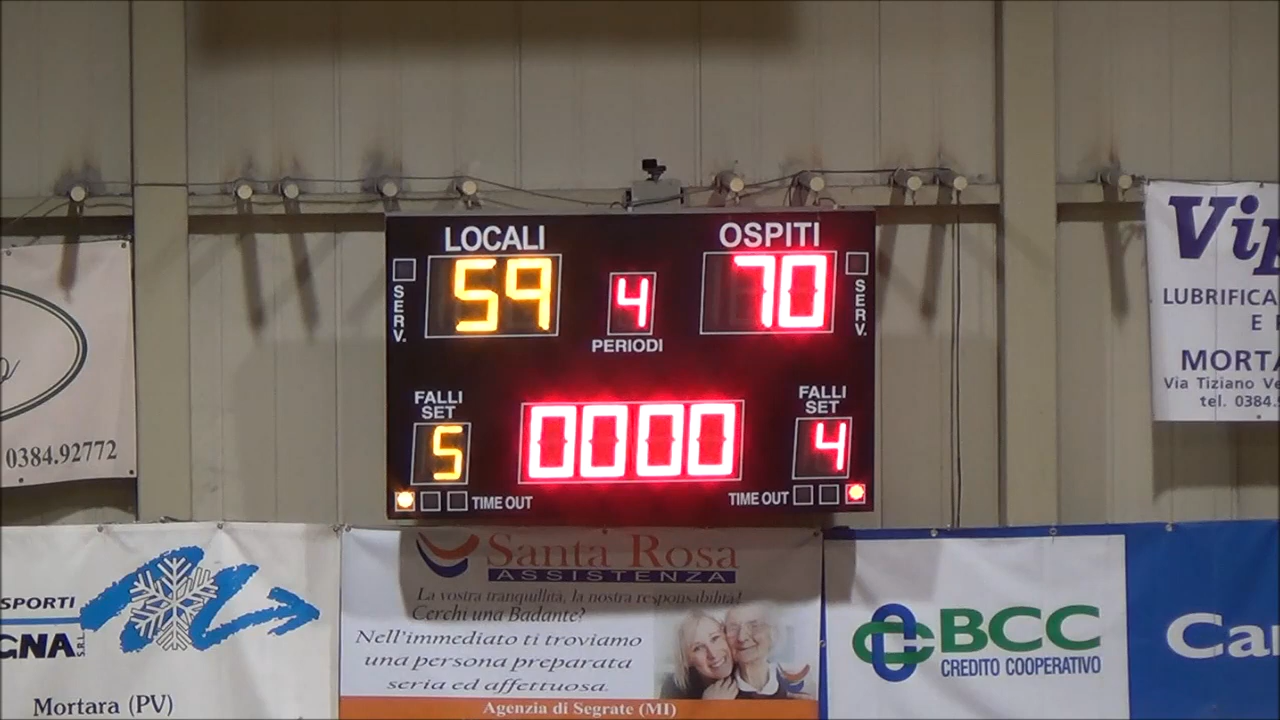 LOCALI
OSPITI
59
4
70
SERV.
SERV.
PERIODI
FALLI
SET
FALLI
SET
5
0000
4
TIME OUT
TIME OUT
LUBRIFICA
E
MORTA
Via Tiziano Ve
tel. 0384.
0384.92772
SPORTI
GNA S.R.L.
Mortara (PV)
Santa Rosa
ASSISTENZA
La vostra tranquillità, la nostra responsabilità!
Cerchi una Badante?
Nell'immediato ti troviamo
una persona preparata
seria ed affettuosa.
Agenzia di Segrate (MI)
BCC
CREDITO COOPERATIVO